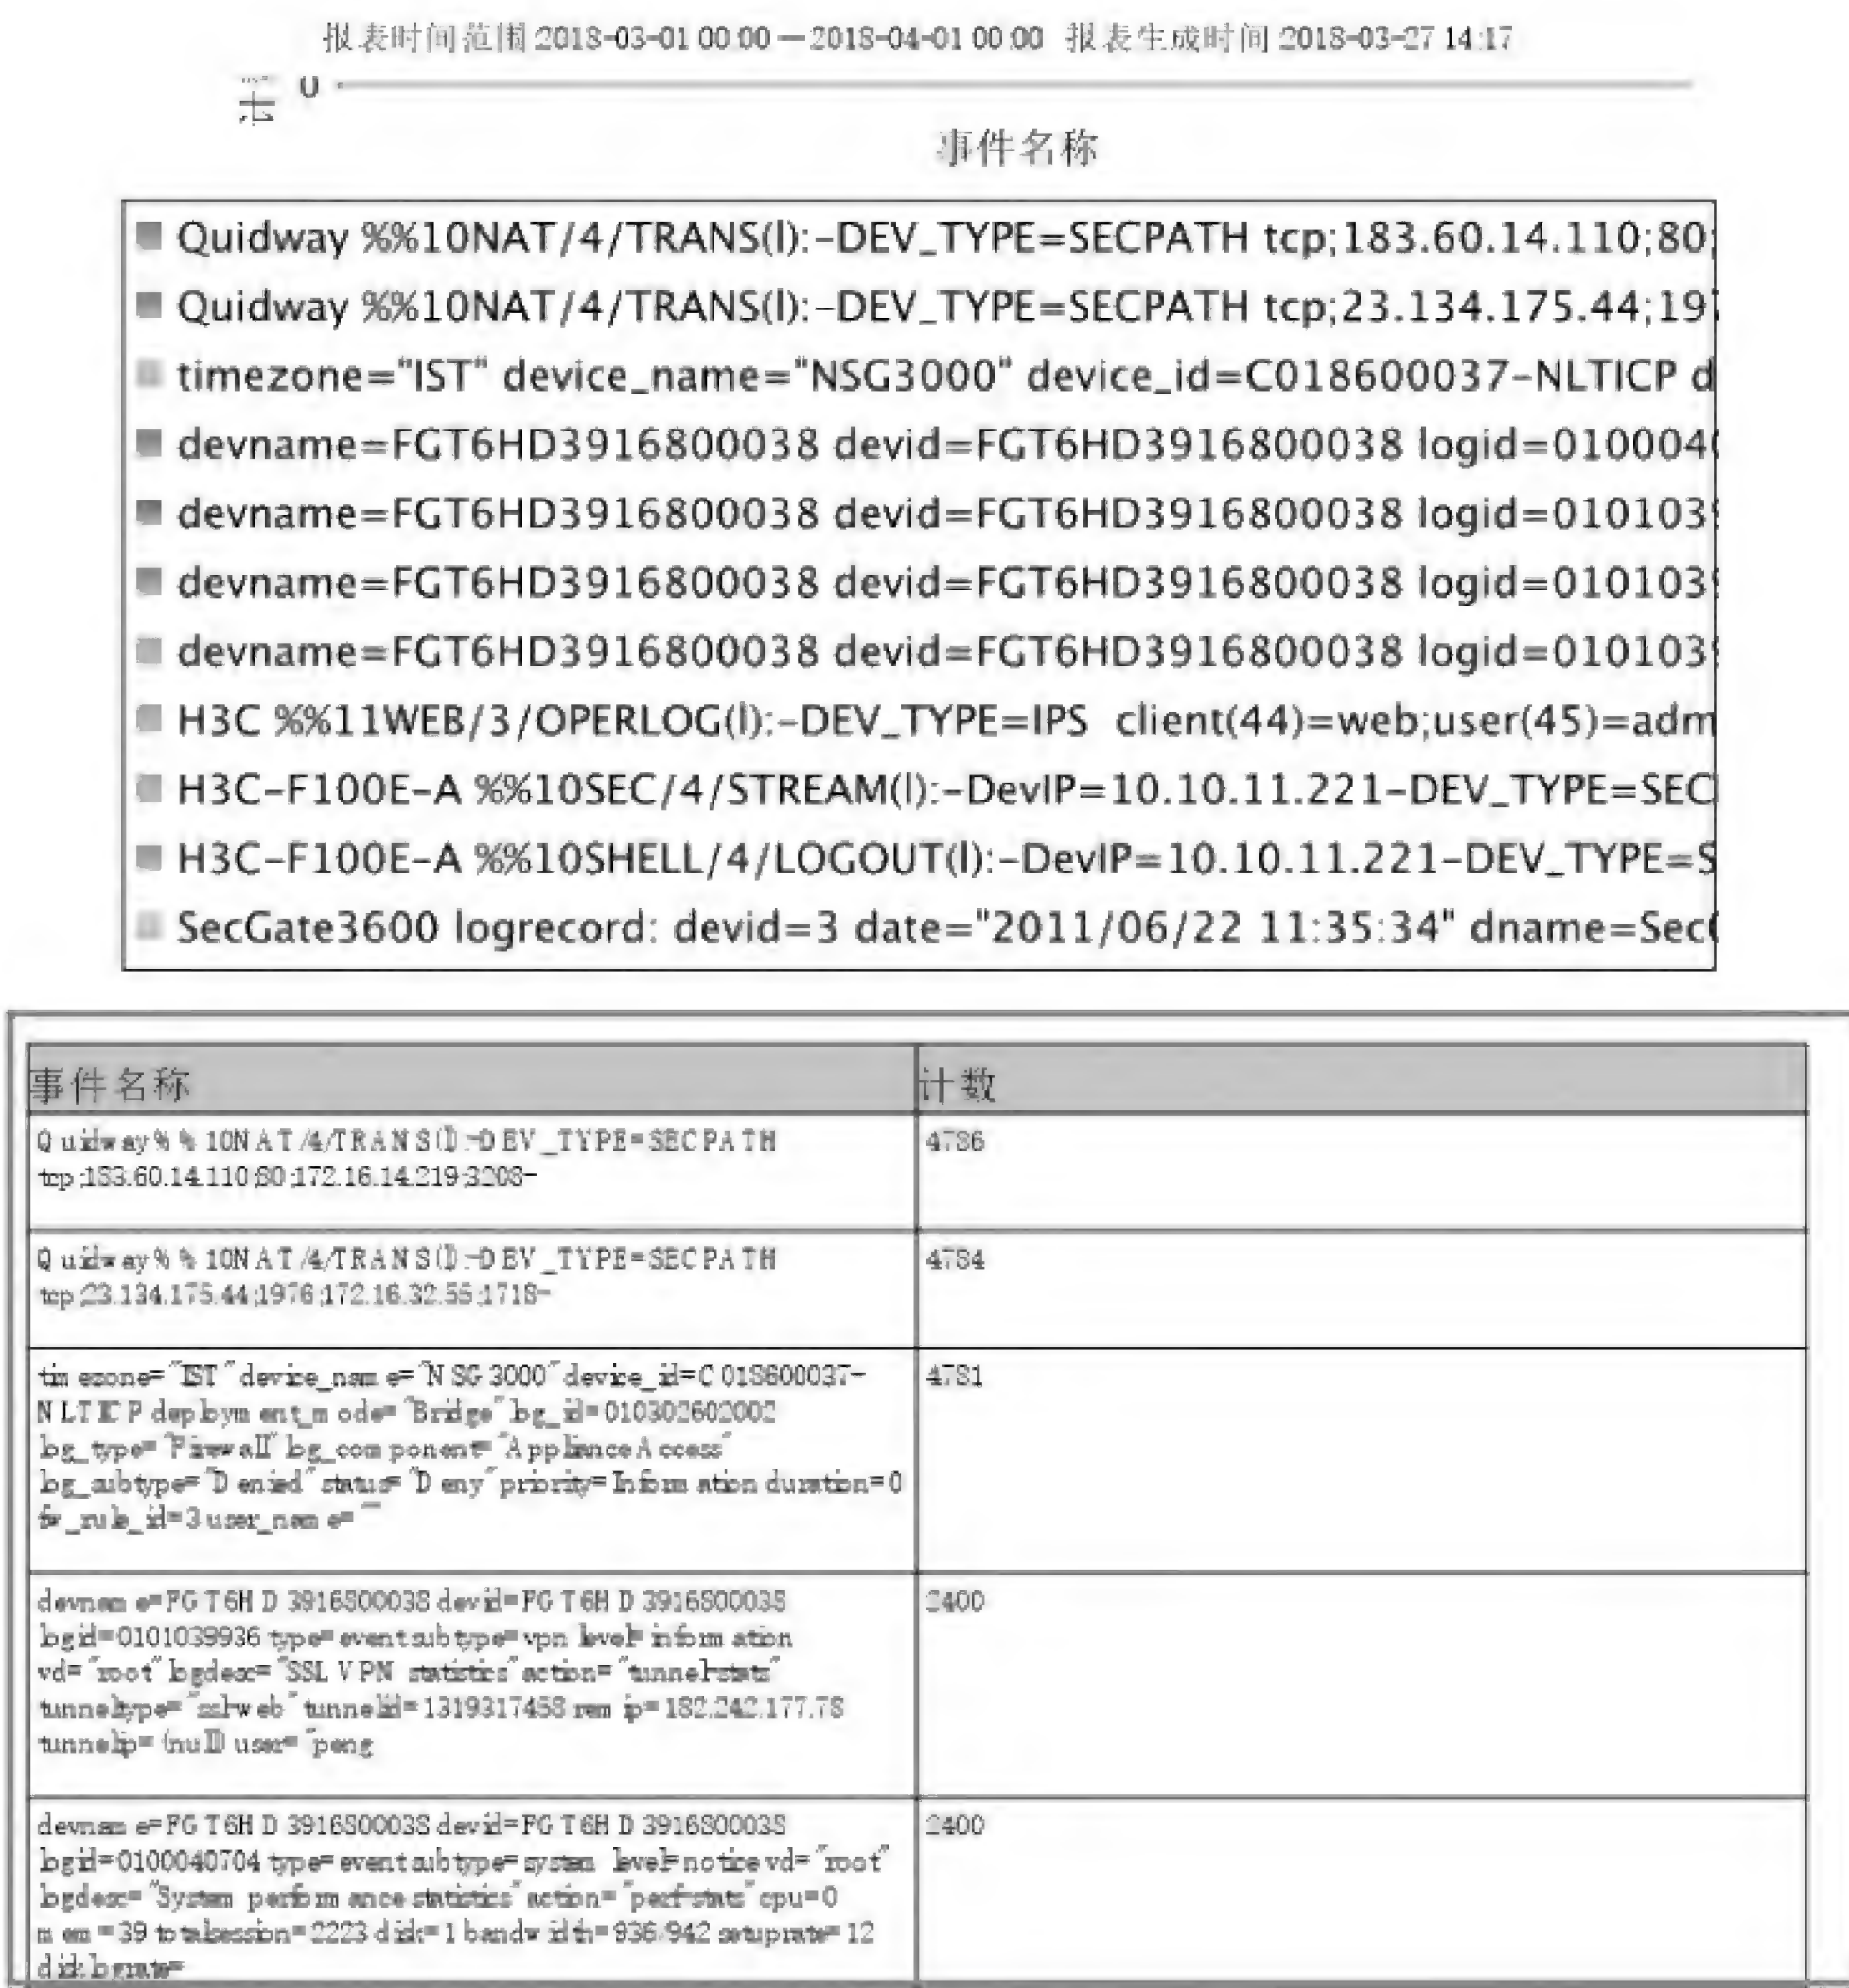 报表时间范围 2018-03-01 00:00 — 2018-04-01 00:00 报表生成时间 2018-03-27 14:17
0
事件名称
Quidway %%10NAT/4/TRANS(l):-DEV_TYPE=SECPATH tcp;183.60.14.110;80;
Quidway %%10NAT/4/TRANS(l):-DEV_TYPE=SECPATH tcp;23.134.175.44;197
timezone="IST" device_name="NSG3000" device_id=C018600037-NLTICP d
devname=FGT6HD3916800038 devid=FGT6HD3916800038 logid=010004
devname=FGT6HD3916800038 devid=FGT6HD3916800038 logid=010103
devname=FGT6HD3916800038 devid=FGT6HD3916800038 logid=010103
devname=FGT6HD3916800038 devid=FGT6HD3916800038 logid=010103
H3C %%11WEB/3/OPERLOG(l):-DEV_TYPE=IPS client(44)=web;user(45)=adm
H3C-F100E-A %%10SEC/4/STREAM(l):-DevIP=10.10.11.221-DEV_TYPE=SEC
H3C-F100E-A %%10SHELL/4/LOGOUT(l):-DevIP=10.10.11.221-DEV_TYPE=S
SecGate3600 logrecord: devid=3 date="2011/06/22 11:35:34" dname=Sec
事件名称 计数
Quidway %%10NAT/4/TRANS(l):-DEV_TYPE=SECPATH 4786
tcp;183.60.14.110;80;172.16.14.219;3208-
Quidway %%10NAT/4/TRANS(l):-DEV_TYPE=SECPATH 4784
tcp;23.134.175.44;1976;172.16.32.55;1718-
timezone="IST" device_name="NSG3000" device_id=C018600037- 4781
NLTICP deployment_mode="Bridge" log_id=010302602002
log_type="Firewall" log_component="Appliance Access"
log_subtype="Denied" status="Deny" priority=Information duration=0
fw_rule_id=3 user_name=""
devname=FGT6HD3916800038 devid=FGT6HD3916800038 2400
logid=0101039936 type=event subtype=vpn level=information
vd="root" logdesc="SSL VPN statistics" action="tunnel-stats"
tunneltype="ssl-web" tunnelid=1319317458 remip=182.242.177.78
tunnelip=(null) user="peng
devname=FGT6HD3916800038 devid=FGT6HD3916800038 2400
logid=0100040704 type=event subtype=system level=notice vd="root"
logdesc="System performance statistics" action="perf-stats" cpu=0
mem=39 totalsession=2223 disk=1 bandwidth=936/942 setuprate=12
disklograte=